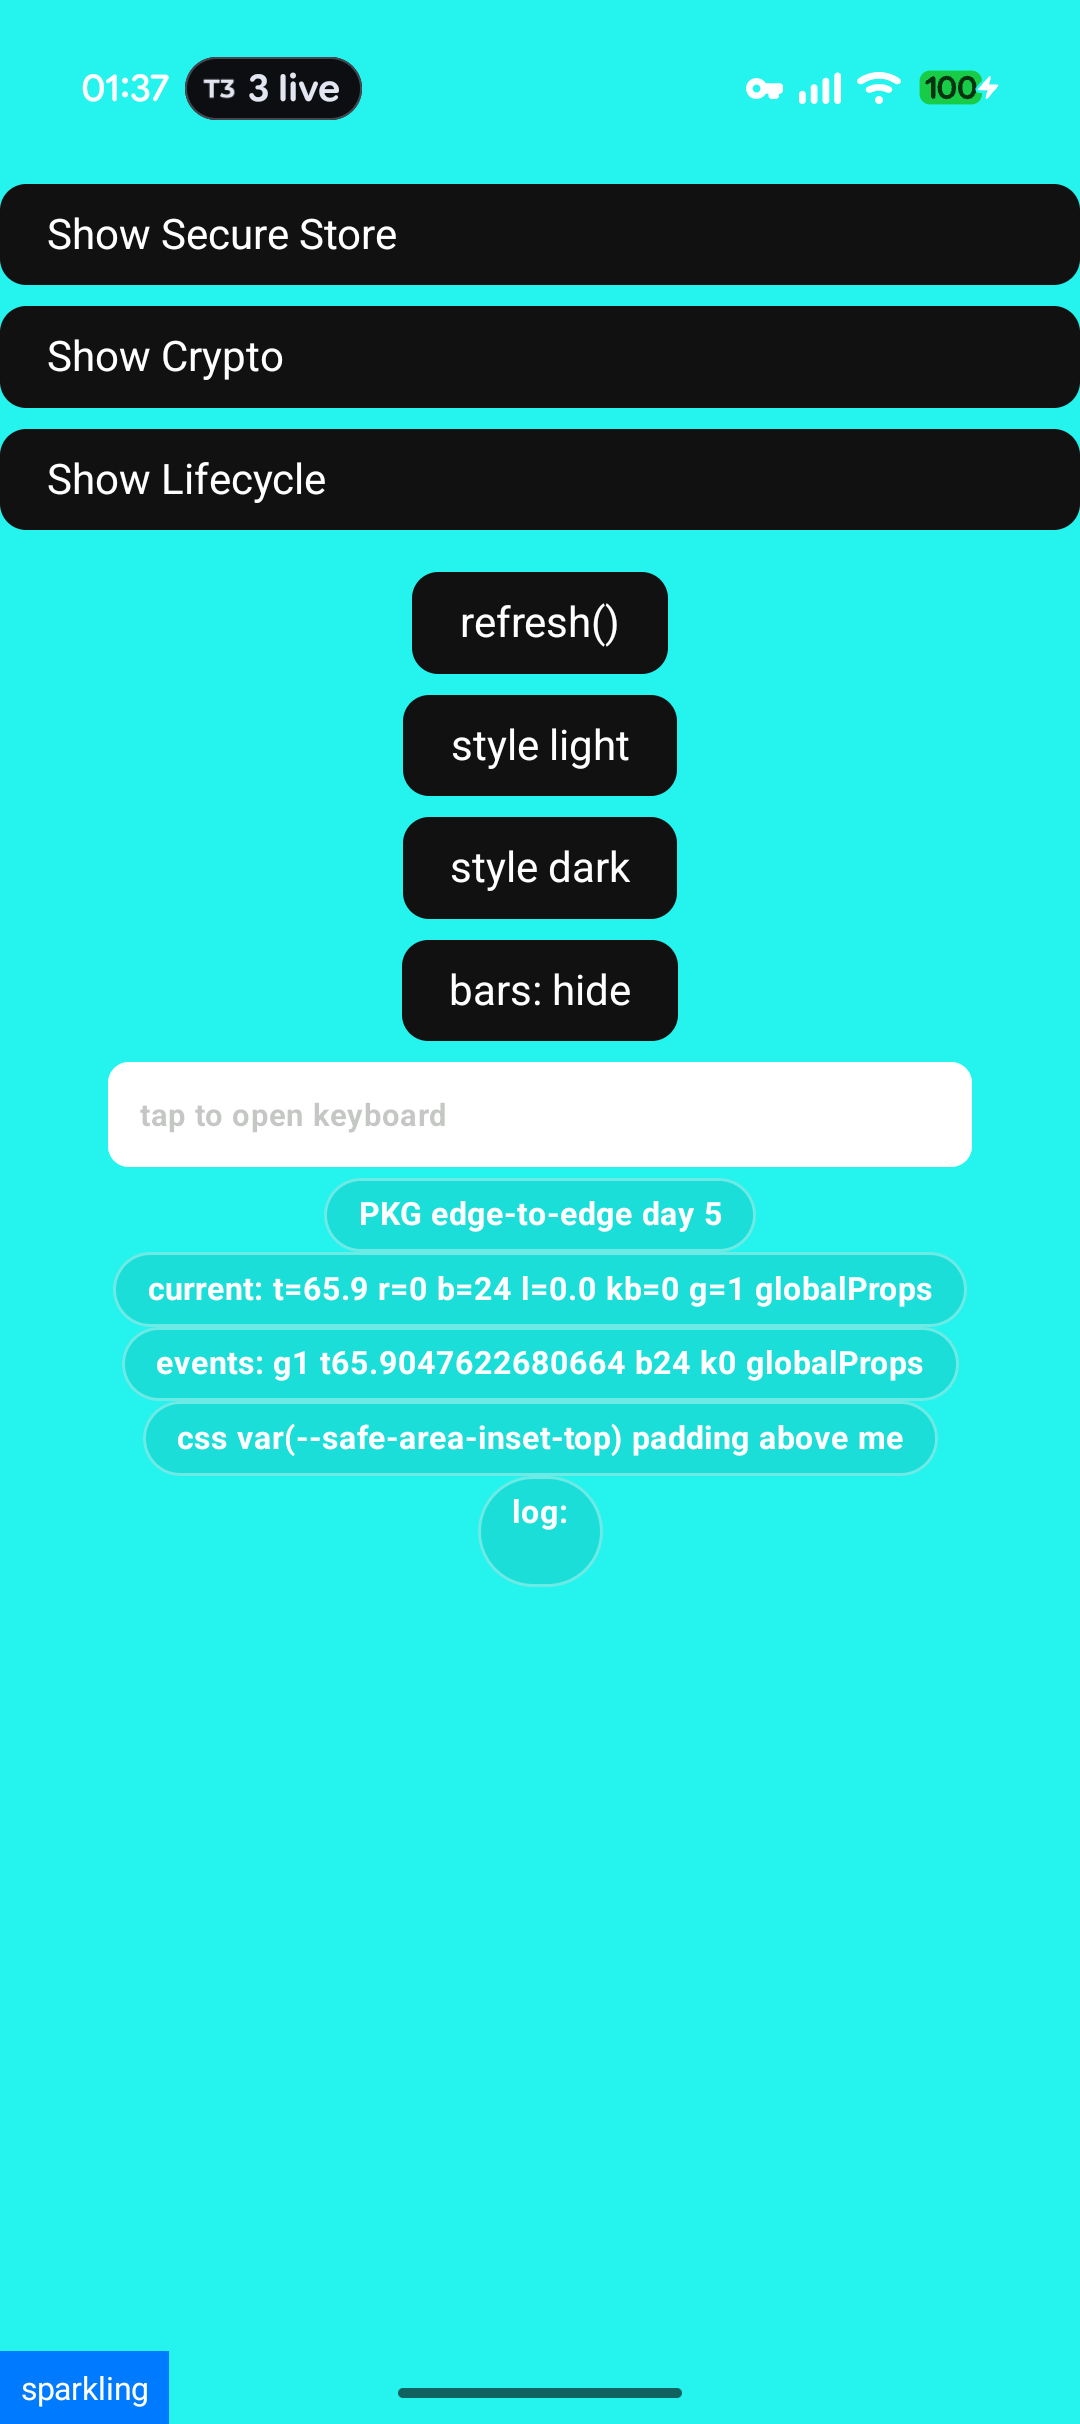 01:37 T3 3 live 100
Show Secure Store
Show Crypto
Show Lifecycle
refresh()
style light
style dark
bars: hide
tap to open keyboard
PKG edge-to-edge day 5
current: t=65.9 r=0 b=24 l=0.0 kb=0 g=1 globalProps
events: g1 t65.9047622680664 b24 k0 globalProps
css var(--safe-area-inset-top) padding above me
log:
sparkling